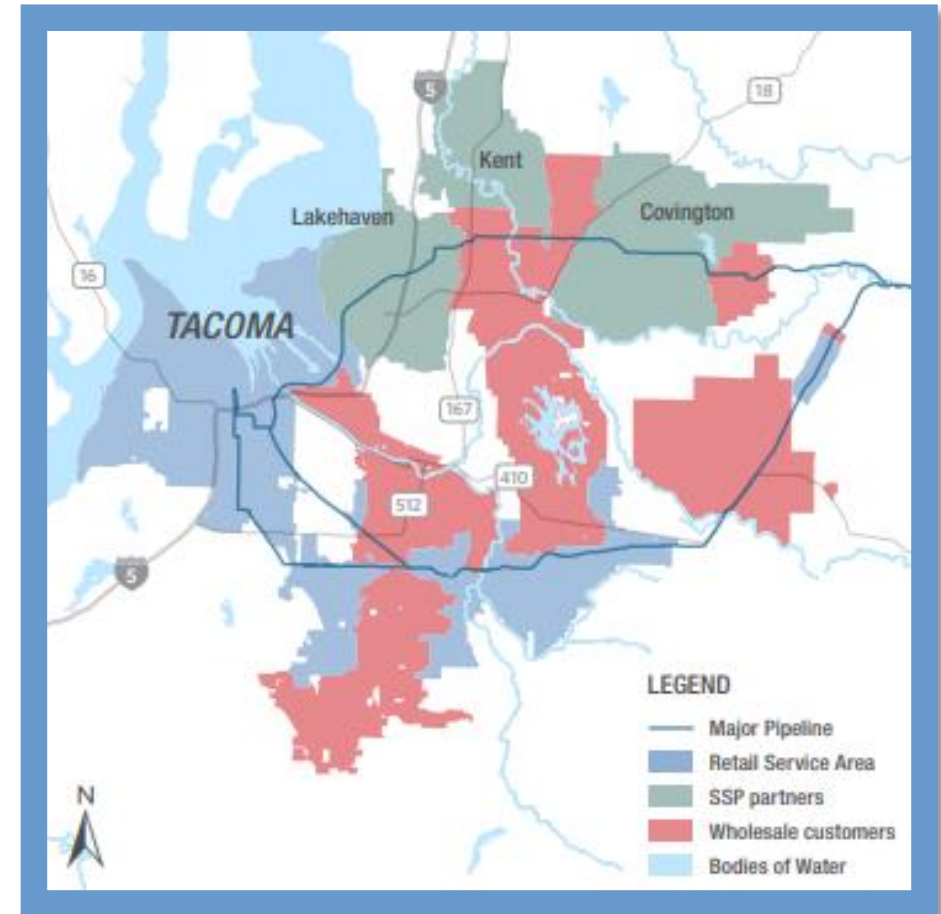 5
18
Kent
Lakehaven
Covington
16
TACOMA
167
410
512
5
LEGEND
Major Pipeline
Retail Service Area
SSP partners
Wholesale customers
Bodies of Water
N